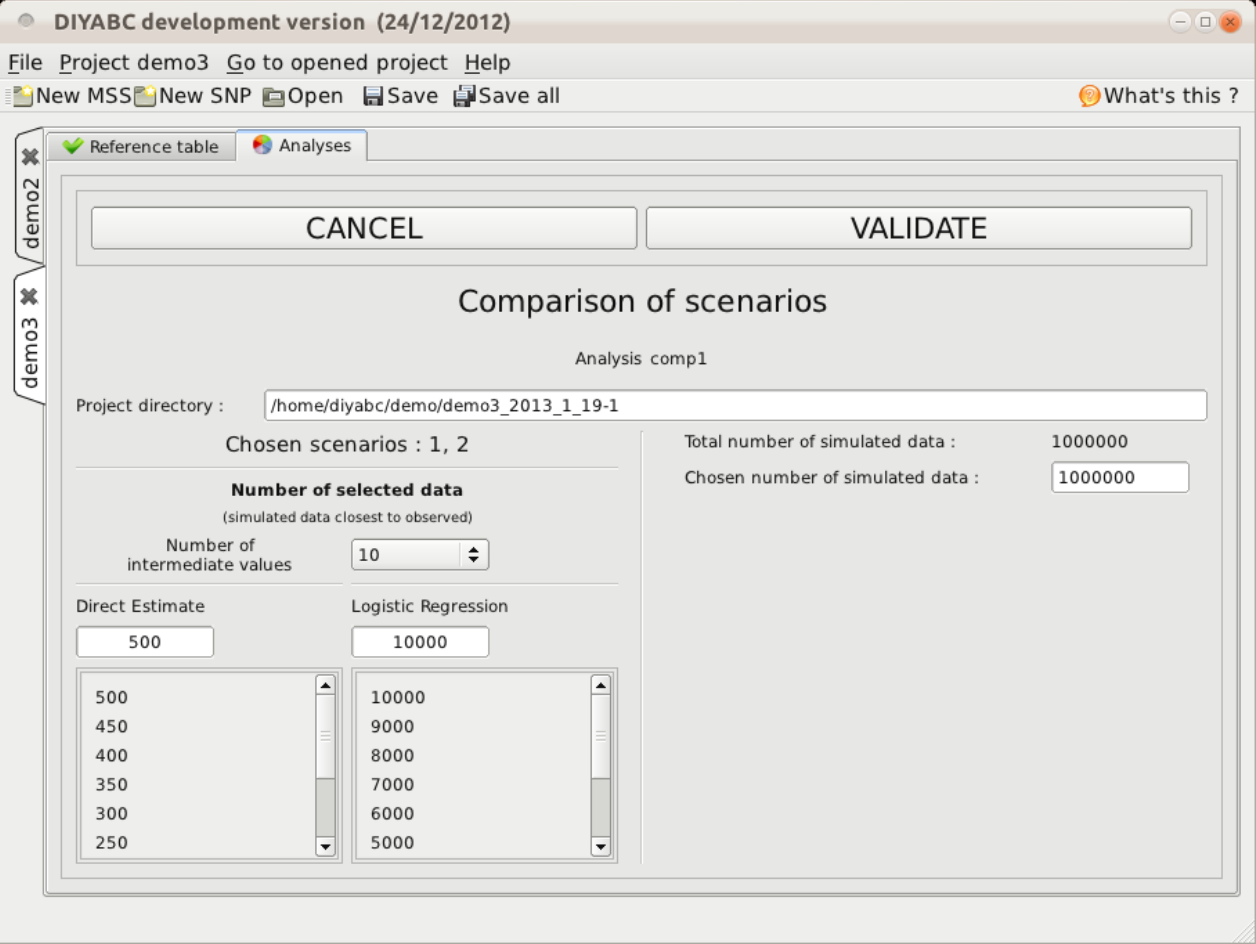 DIYABC development version (24/12/2012)
File Project demo3 Go to opened project Help
New MSS New SNP Open Save Save all What's this ?
Reference table Analyses
demo2
demo3
CANCEL VALIDATE
Comparison of scenarios
Analysis comp1
Project directory : /home/diyabc/demo/demo3_2013_1_19-1
Chosen scenarios : 1, 2
Number of selected data
(simulated data closest to observed)
Number of
intermediate values
10
Direct Estimate Logistic Regression
500 10000
500 10000
450 9000
400 8000
350 7000
300 6000
250 5000
Total number of simulated data : 1000000
Chosen number of simulated data : 1000000